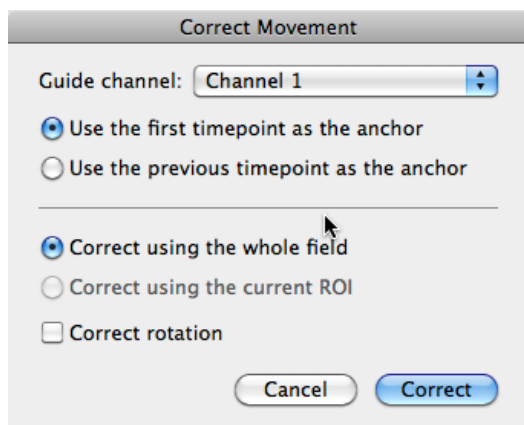 Correct Movement
Guide channel: Channel 1
Use the first timepoint as the anchor
Use the previous timepoint as the anchor
Correct using the whole field
Correct using the current ROI
Correct rotation
Cancel Correct